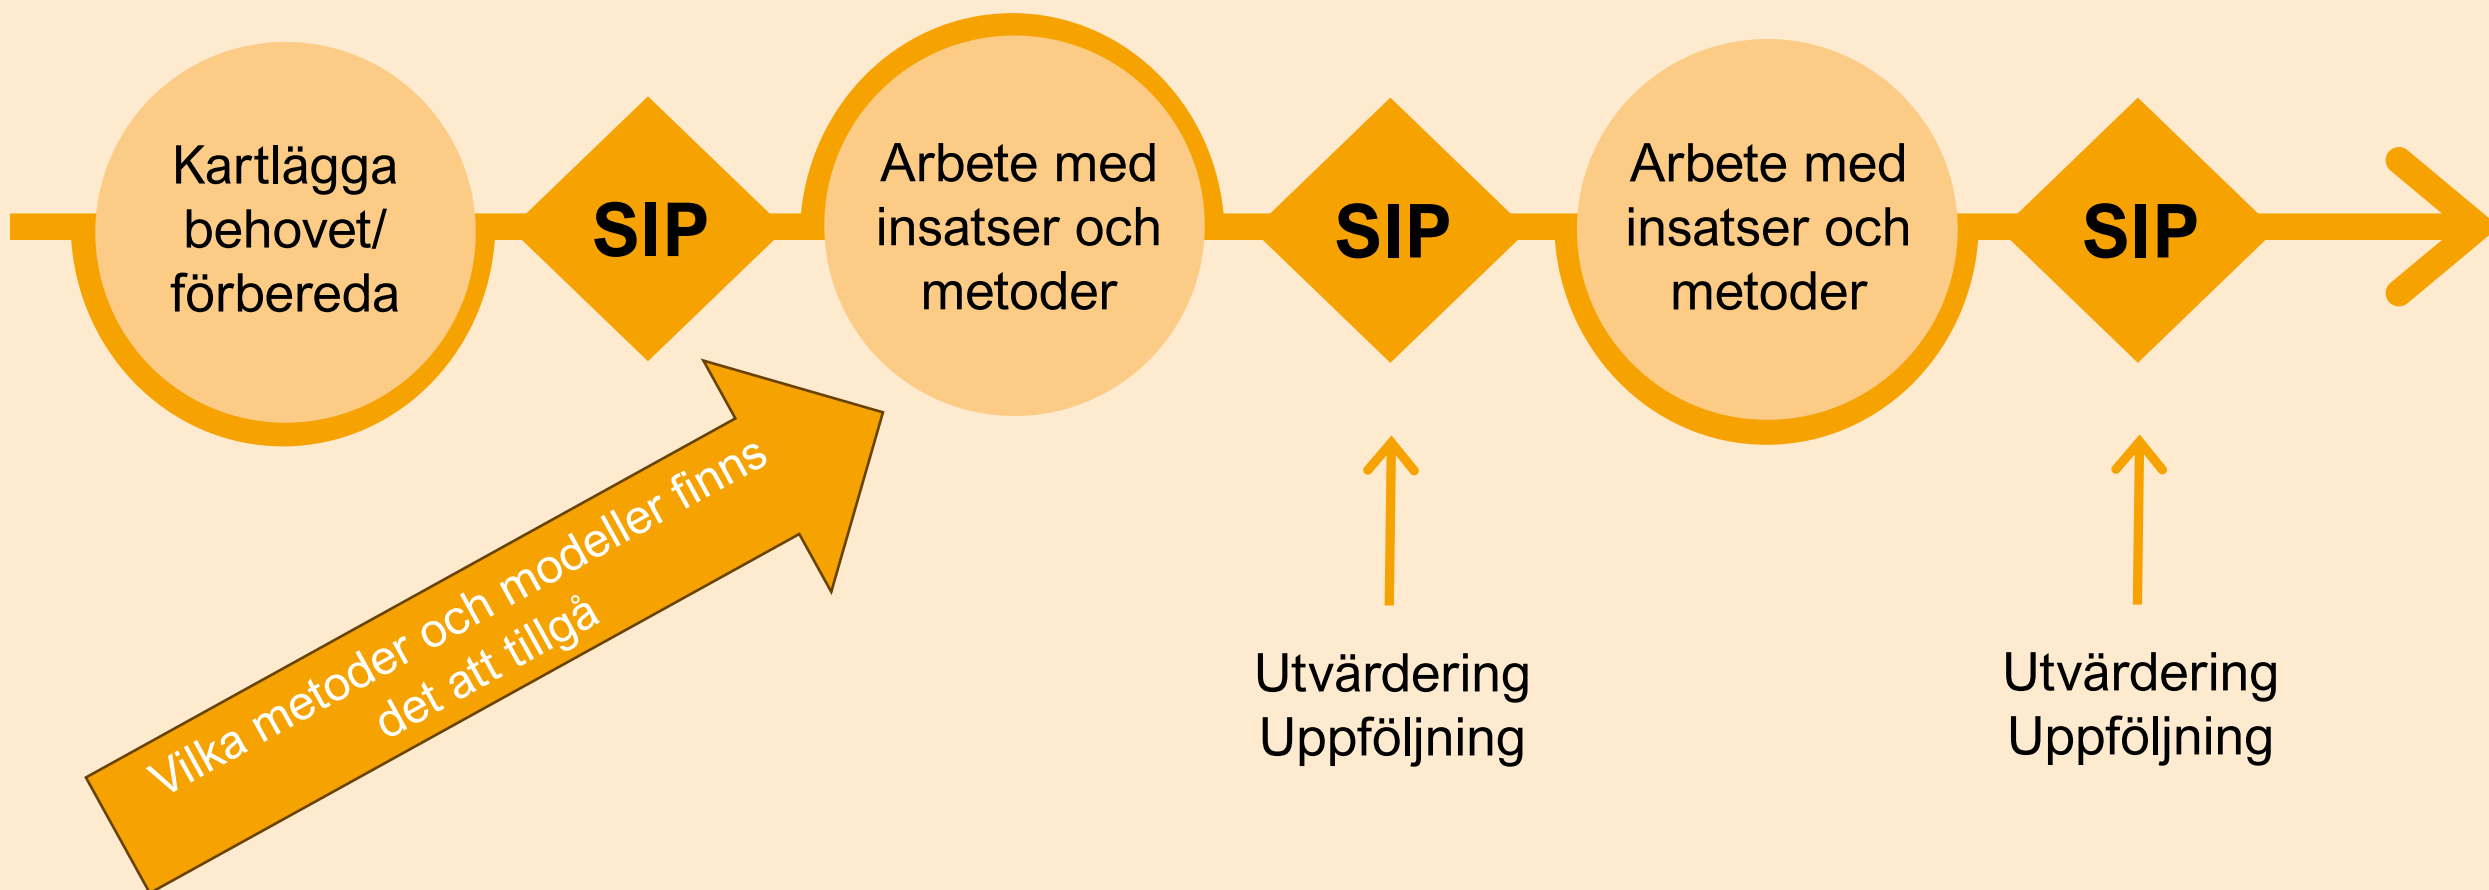 Kartlägga
behovet/
förbereda
SIP
Arbete med
insatser och
metoder
SIP
Arbete med
insatser och
metoder
SIP
Vilka metoder och modeller finns
det att tillgå
Utvärdering
Uppföljning
Utvärdering
Uppföljning